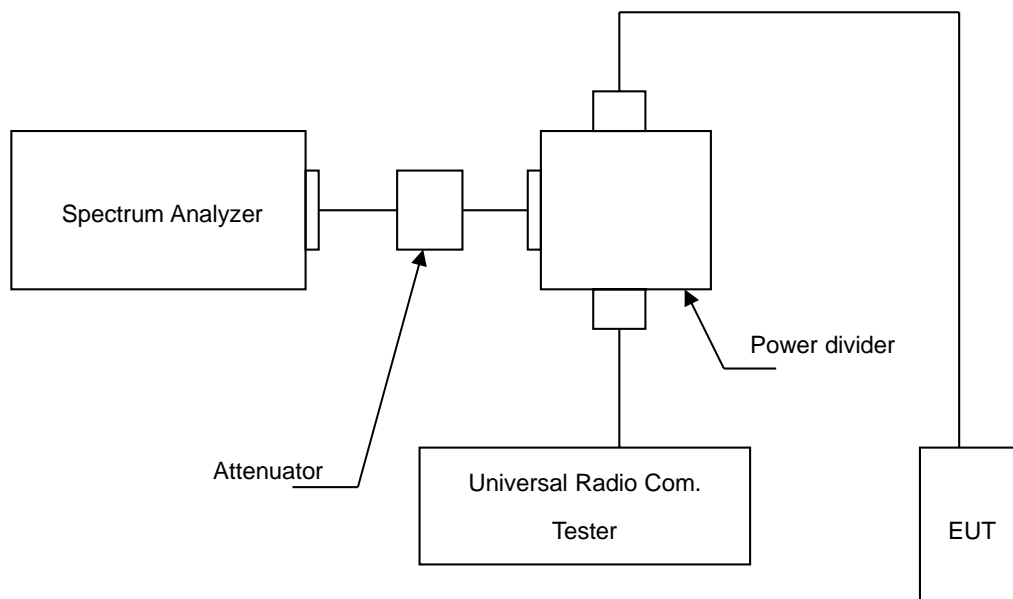 Spectrum Analyzer
Power divider
Attenuator
Universal Radio Com.
Tester
EUT